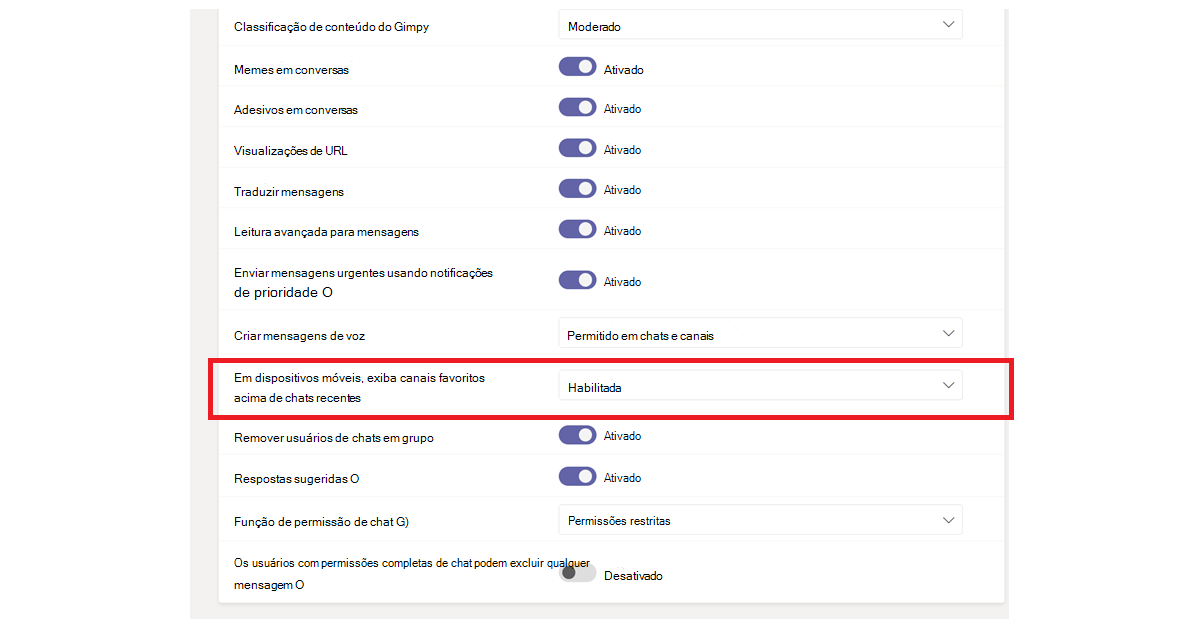 Classificação de conteúdo do Gimpy
Moderado
Memes em conversas
Ativado
Adesivos em conversas
Ativado
Visualizações de URL
Ativado
Traduzir mensagens
Ativado
Leitura avançada para mensagens
Ativado
Enviar mensagens urgentes usando notificações
de prioridade O
Ativado
Criar mensagens de voz
Permitido em chats e canais
Em dispositivos móveis, exiba canais favoritos
acima de chats recentes
Habilitada
Remover usuários de chats em grupo
Ativado
Respostas sugeridas O
Ativado
Função de permissão de chat G)
Permissões restritas
Os usuários com permissões completas de chat podem excluir qualquer
mensagem O
Desativado